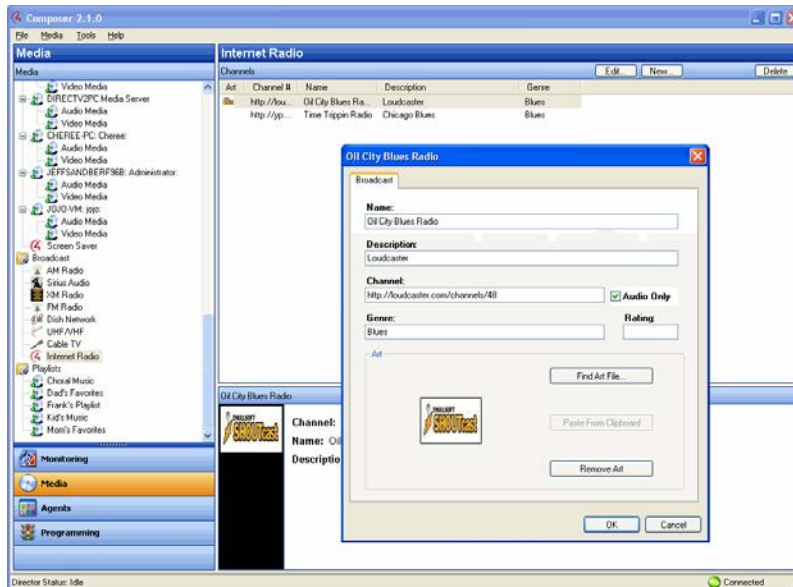 Composer 2.1.0
File Media Tools Help
Media
Media
Video Media
DIRECTV2PC Media Server
Audio Media
Video Media
CHEREE-PC: Cheree:
Audio Media
Video Media
JEFFSANDBERF96B: Administrator:
Audio Media
Video Media
JOJO-VM: jojo:
Audio Media
Video Media
Screen Saver
Broadcast
AM Radio
Sirius Audio
XM Radio
FM Radio
Dish Network
UHF/VHF
Cable TV
Internet Radio
Playlists
Choral Music
Dad's Favorites
Frank's Playlist
Kid's Music
Mom's Favorites
Monitoring
Media
Agents
Programming
Internet Radio
Channels Edit... New... Delete
Art Channel # Name Description Genre
http://lou... Oil City Blues Ra... Loudcaster Blues
http://yp... Time Trippin Radio Chicago Blues Blues
Oil City Blues Radio
SHOUTcast
Channel:
Name: Oil
Descriptio
Oil City Blues Radio
Broadcast
Name:
Oil City Blues Radio
Description:
Loudcaster
Channel:
http://loudcaster.com/channels/48
Audio Only
Genre: Rating:
Blues
Art
Find Art File...
SHOUTcast
Paste From Clipboard
Remove Art
OK Cancel
Director Status: Idle Connected